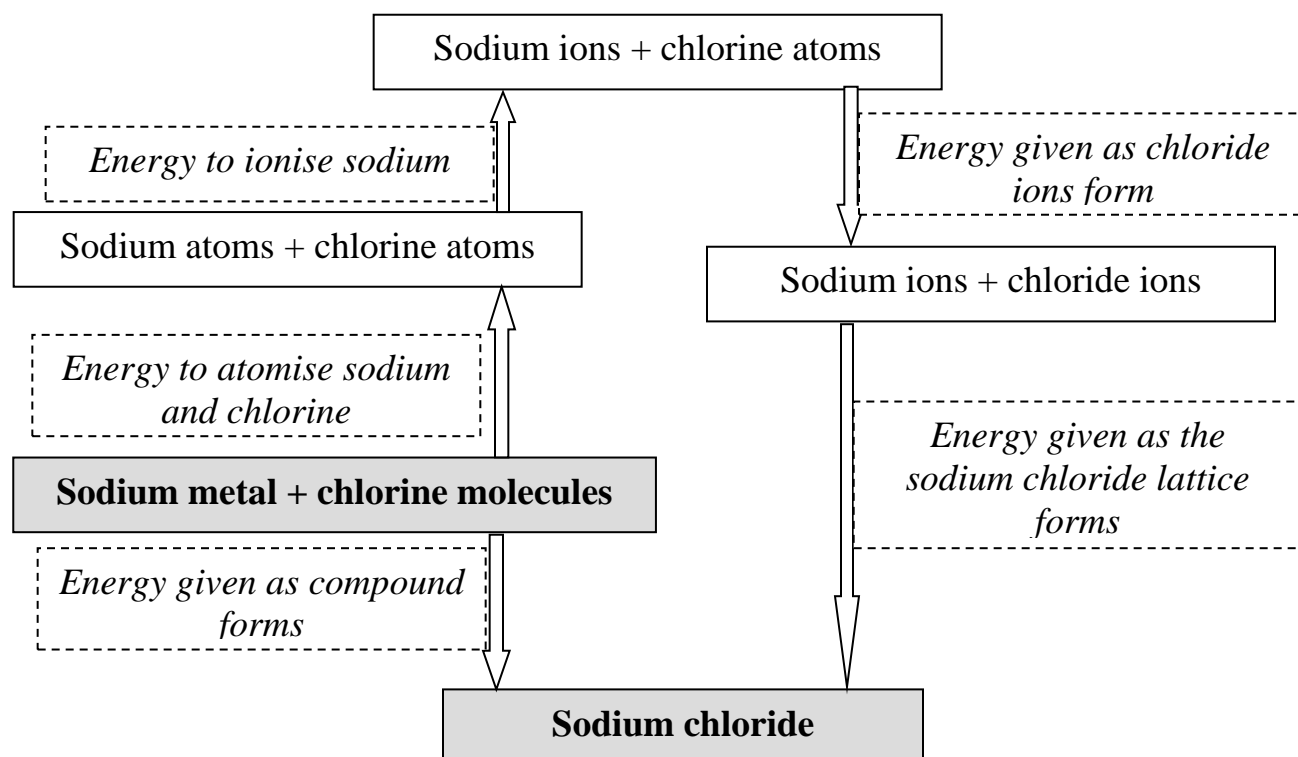 Sodium ions + chlorine atoms
Energy to ionise sodium
Energy given as chloride
ions form
Sodium atoms + chlorine atoms
Sodium ions + chloride ions
Energy to atomise sodium
and chlorine
Energy given as the
sodium chloride lattice
forms
Sodium metal + chlorine molecules
Energy given as compound
forms
Sodium chloride